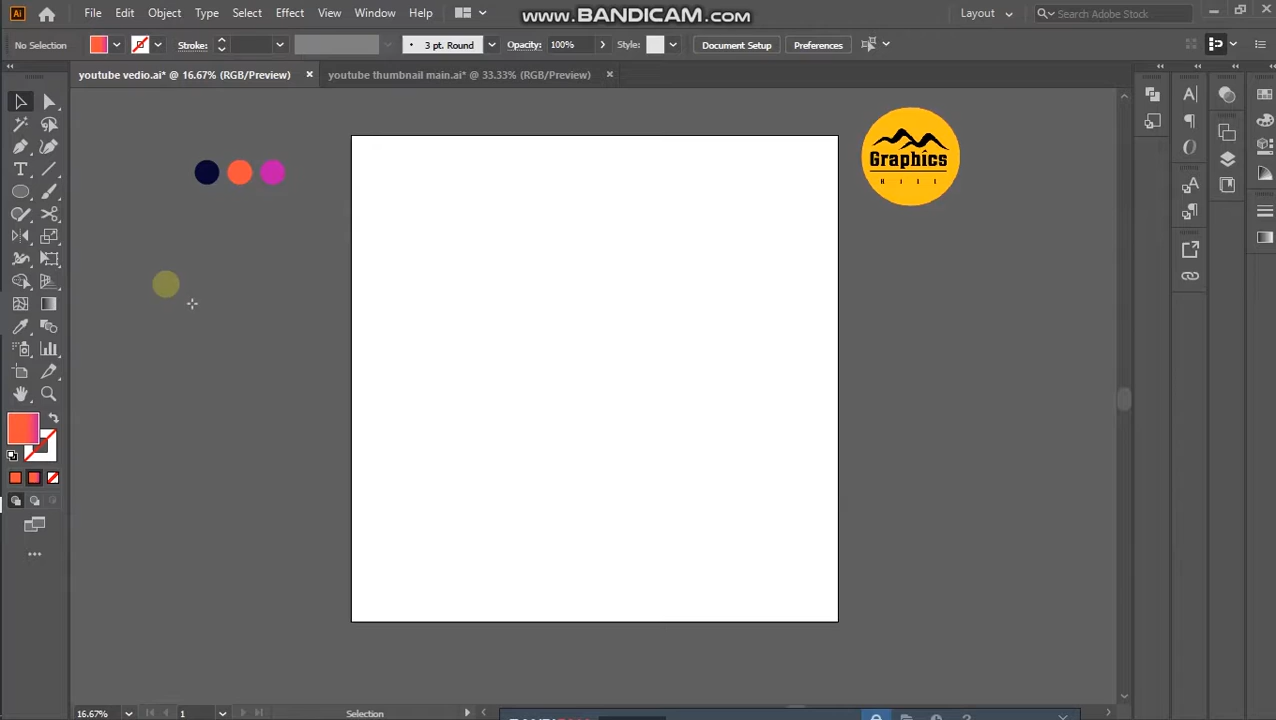 www.BANDICAM.com
Ai File Edit Object Type Select Effect View Window Help Layout Search Adobe Stock
No Selection Stroke: 3 pt. Round Opacity: 100% Style: Document Setup Preferences
youtube vedio.ai* @ 16.67% (RGB/Preview) youtube thumbnail main.ai* @ 33.33% (RGB/Preview)
Graphics
Hill
16.67% 1 Selection